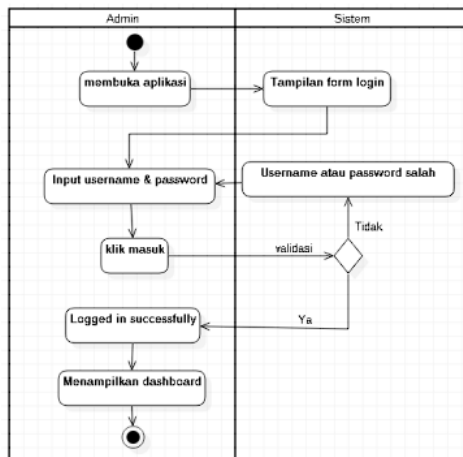 Admin
Sistem
membuka aplikasi
Tampilan form login
Input username & password
Username atau password salah
Tidak
klik masuk
validasi
Logged in successfully
Ya
Menampilkan dashboard